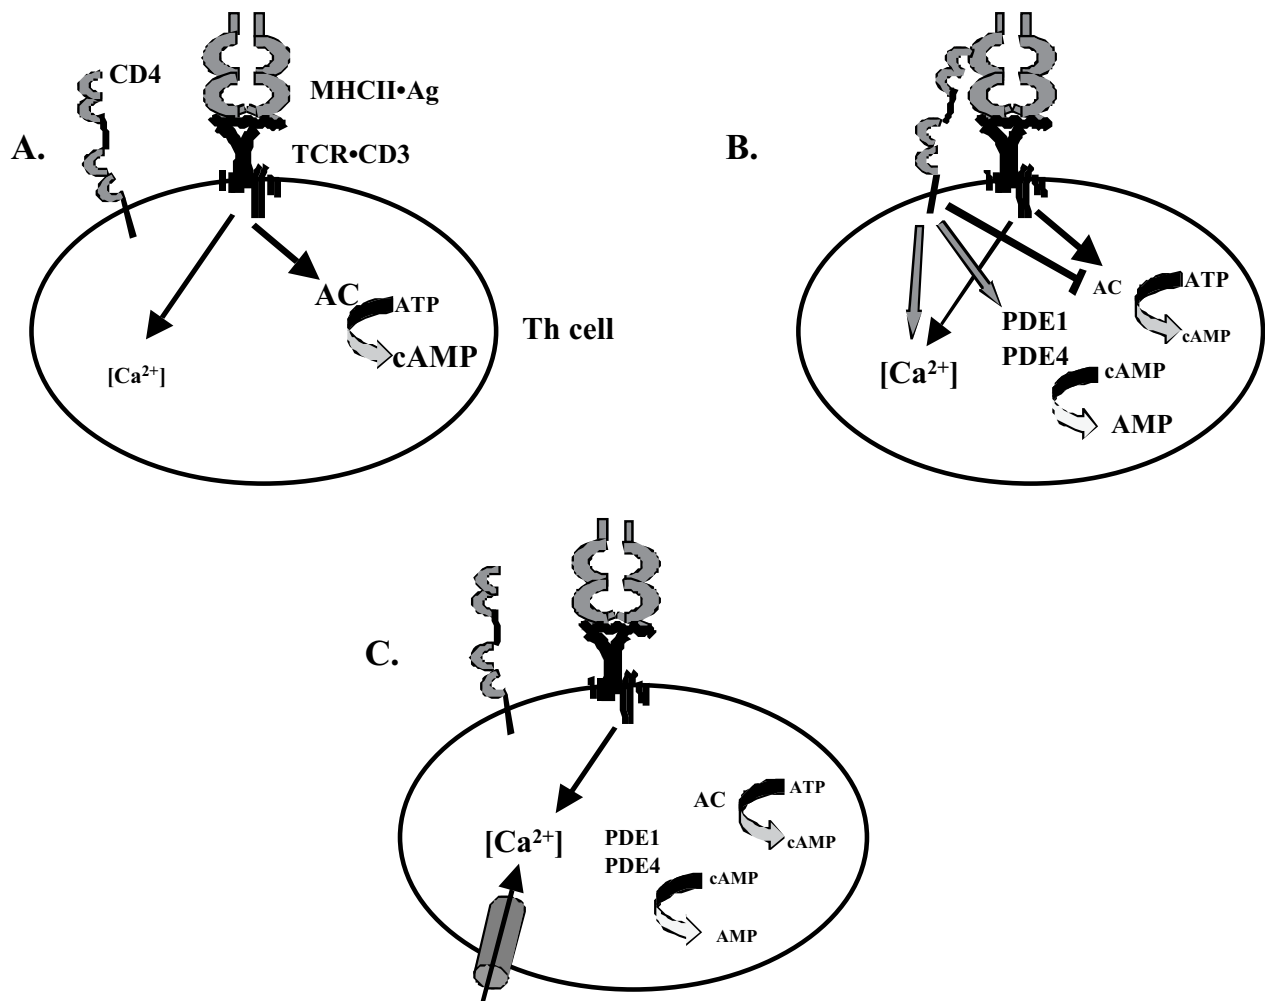 A.
CD4
MHCII•Ag
TCR•CD3
AC
ATP
cAMP
[Ca²⁺]
Th cell
B.
AC
ATP
cAMP
PDE1
PDE4
[Ca²⁺]
cAMP
AMP
C.
[Ca²⁺]
PDE1
PDE4
AC
ATP
cAMP
cAMP
AMP